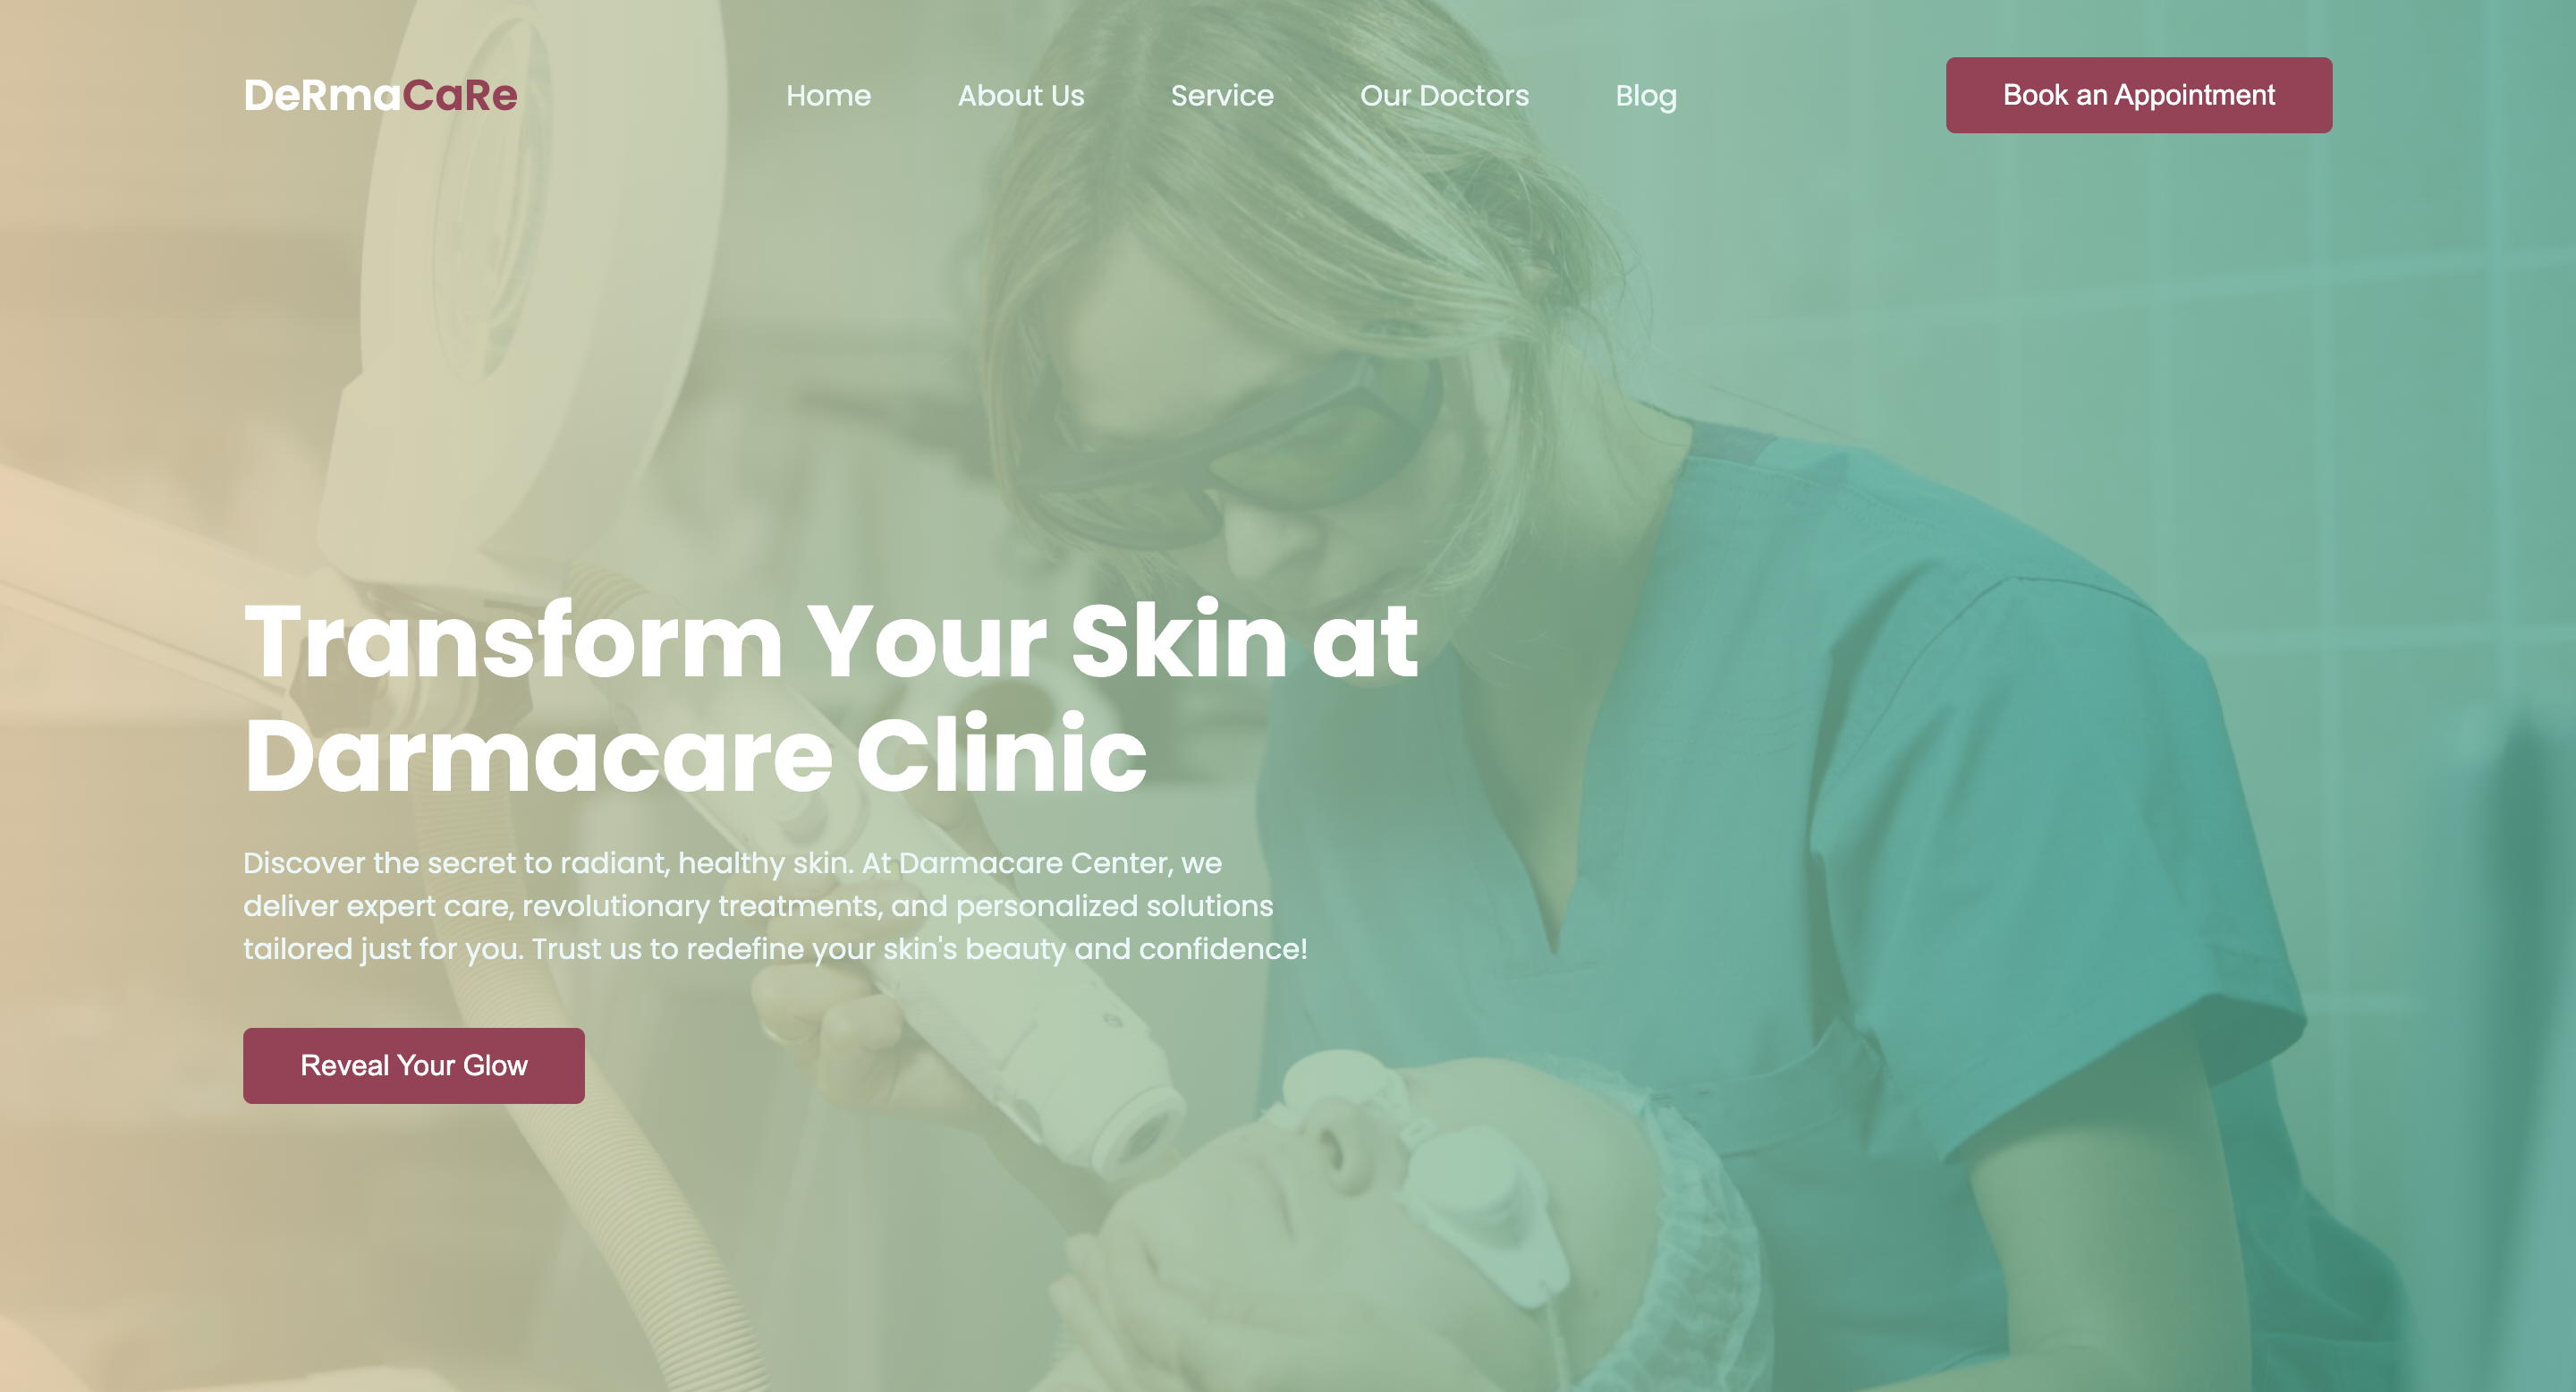 DeRmaCaRe
Home
About Us
Service
Our Doctors
Blog
Book an Appointment
Transform Your Skin at
Darmacare Clinic
Discover the secret to radiant, healthy skin. At Darmacare Center, we
deliver expert care, revolutionary treatments, and personalized solutions
tailored just for you. Trust us to redefine your skin's beauty and confidence!
Reveal Your Glow